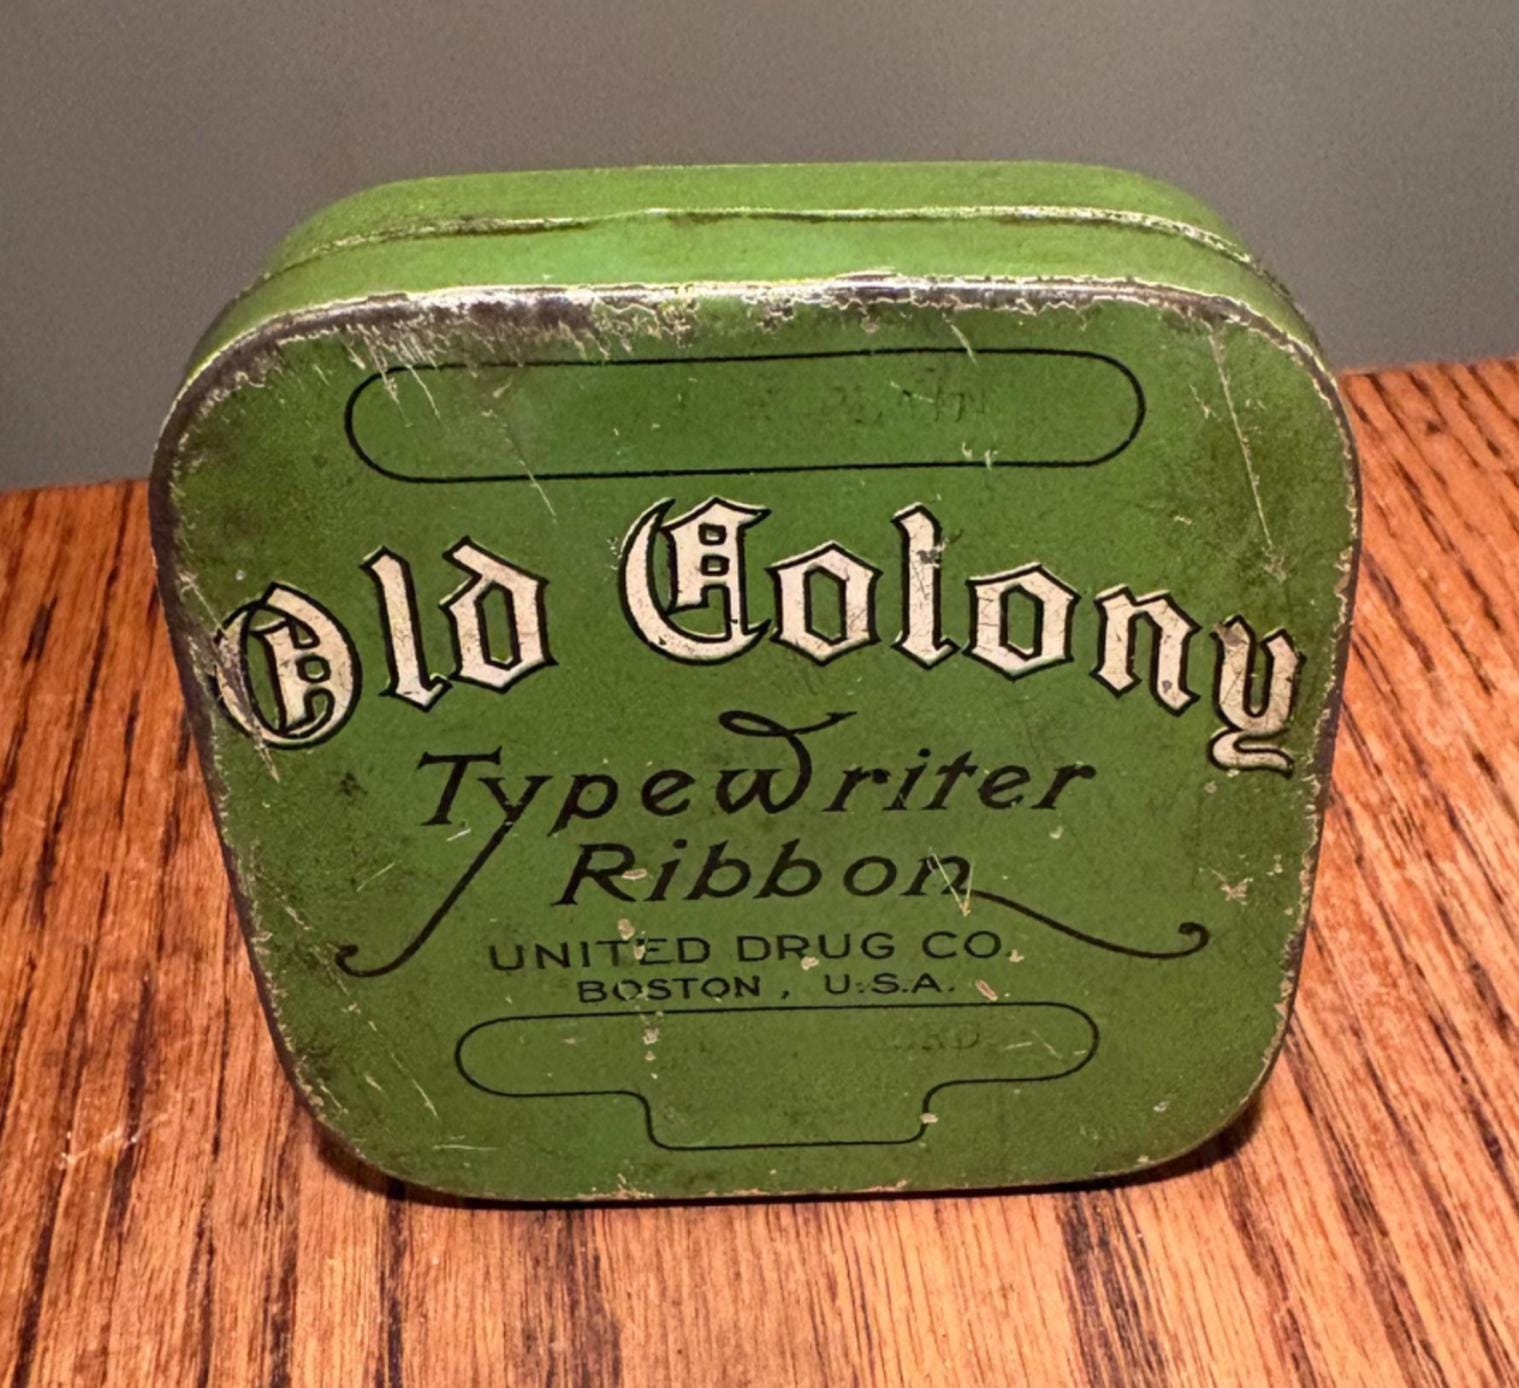 Old Colony
Typewriter
Ribbon
UNITED DRUG CO.
BOSTON, U.S.A.